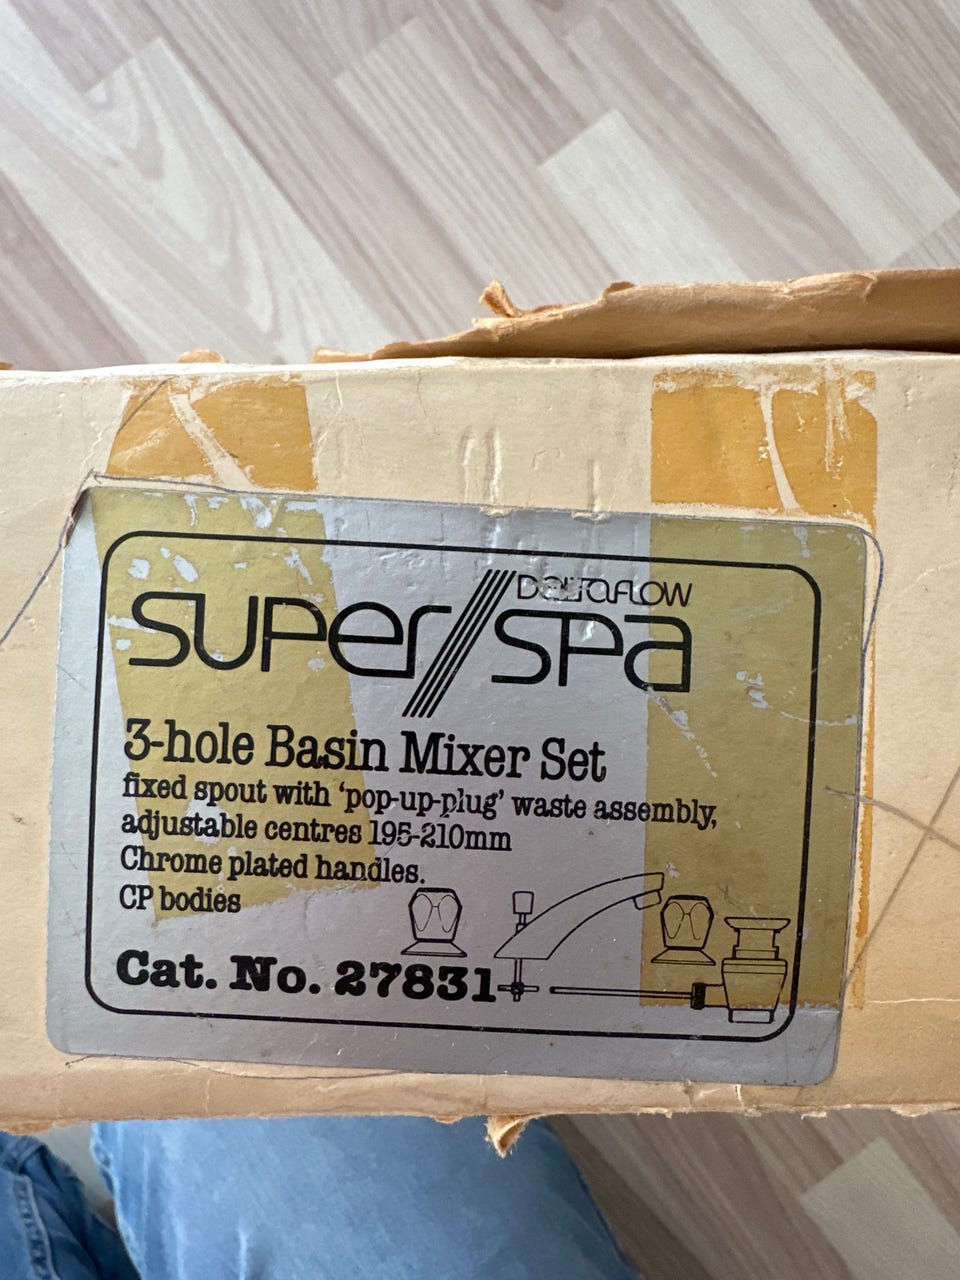 DELTAFLOW
SUPER SPA
3-hole Basin Mixer Set
fixed spout with ‘pop-up-plug’ waste assembly,
adjustable centres 195-210mm
Chrome plated handles.
CP bodies
Cat. No. 27831